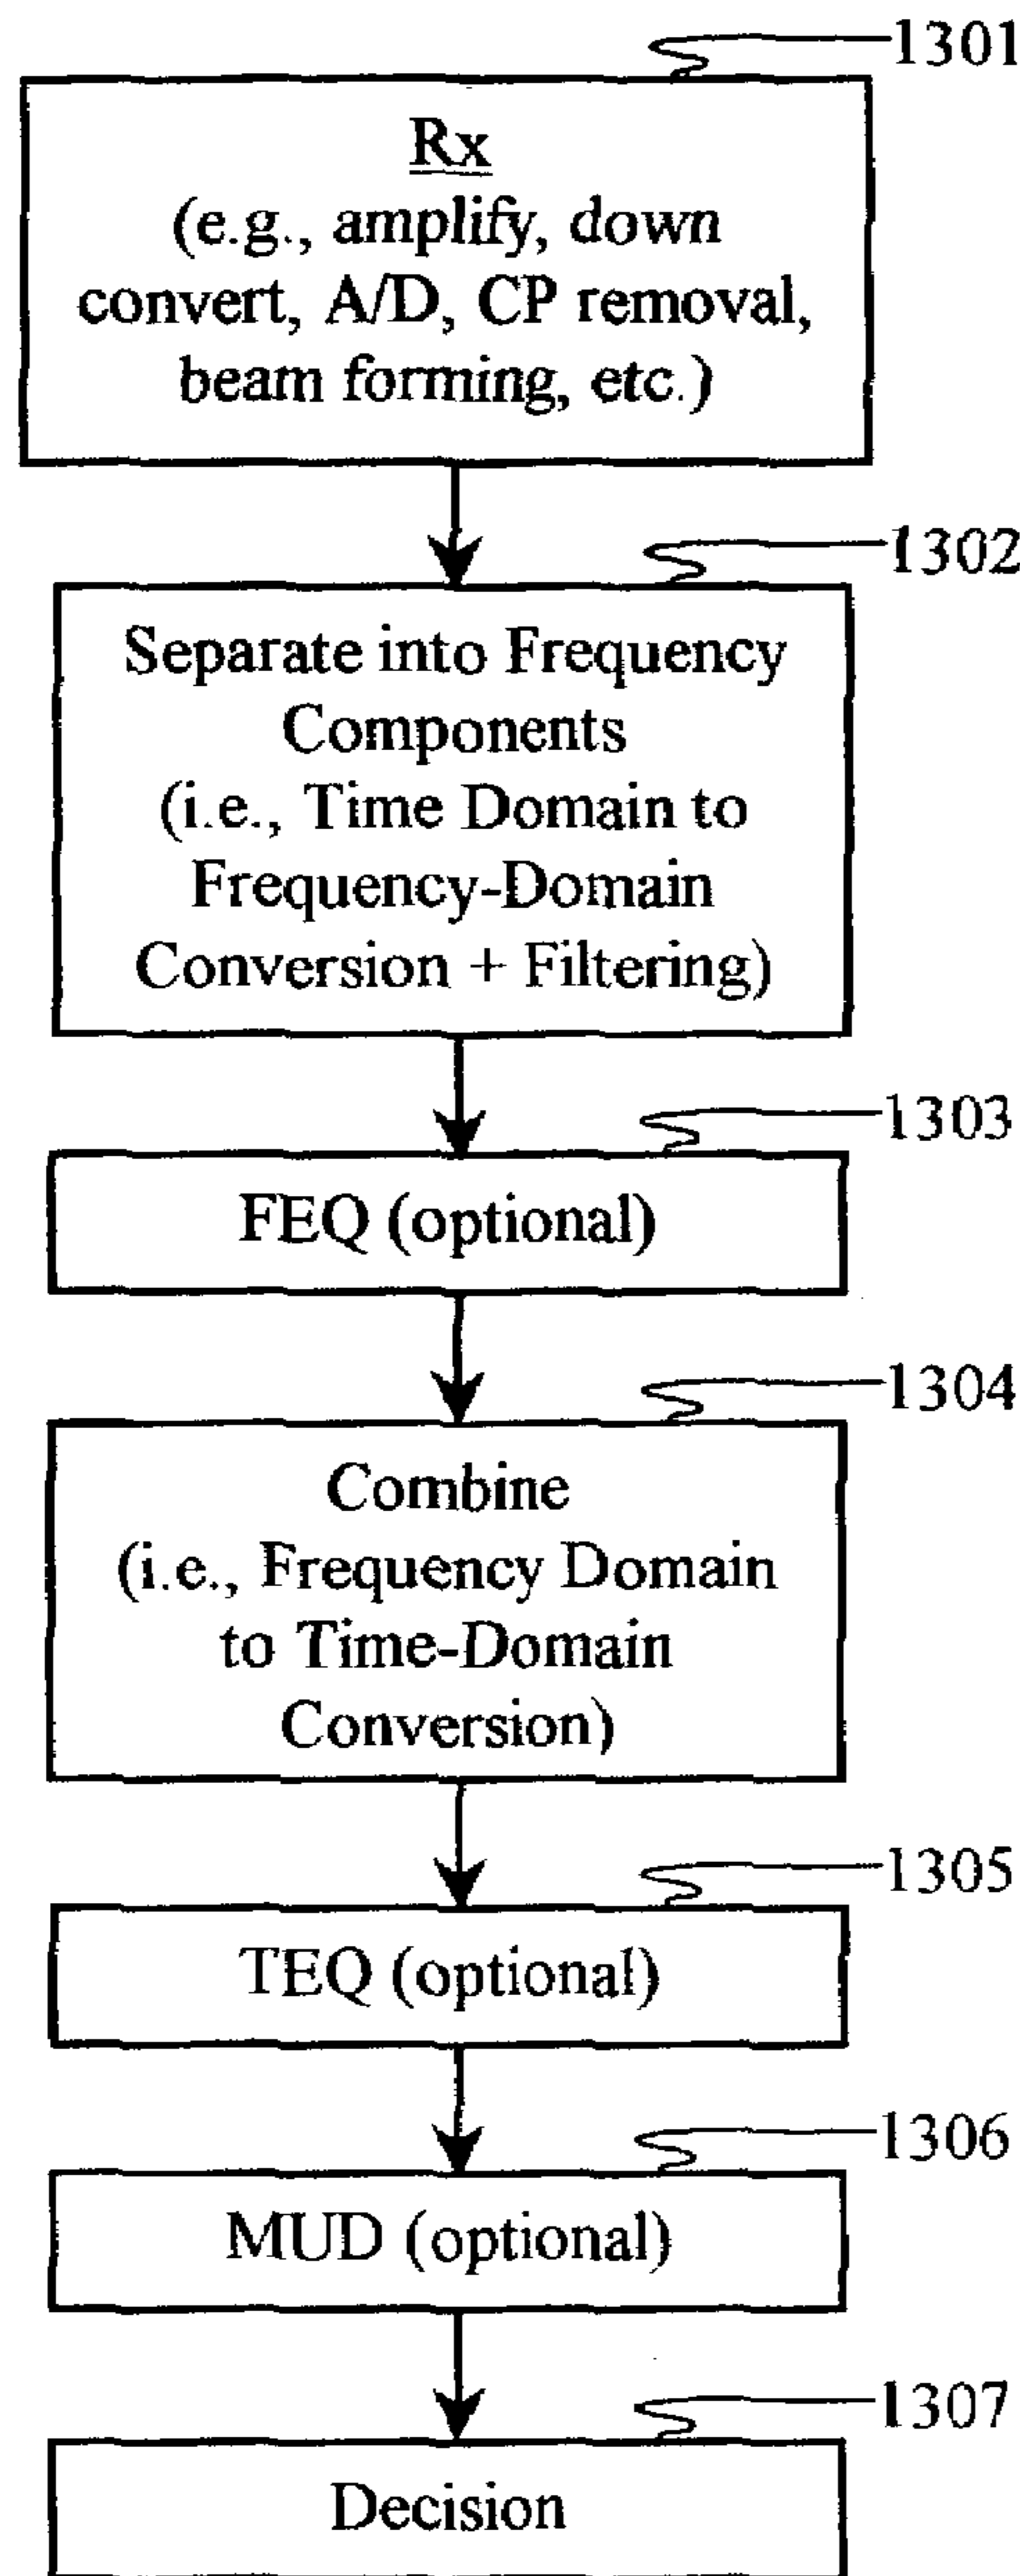 1301
Rx
(e.g., amplify, down
convert, A/D, CP removal,
beam forming, etc.)
1302
Separate into Frequency
Components
(i.e., Time Domain to
Frequency-Domain
Conversion + Filtering)
1303
FEQ (optional)
1304
Combine
(i.e., Frequency Domain
to Time-Domain
Conversion)
1305
TEQ (optional)
1306
MUD (optional)
1307
Decision